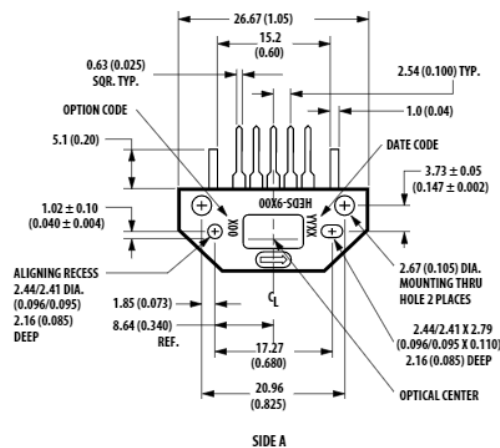 26.67 (1.05)
15.2
(0.60)
0.63 (0.025)
SQR. TYP.
2.54 (0.100) TYP.
OPTION CODE
1.0 (0.04)
5.1 (0.20)
DATE CODE
3.73 ± 0.05
(0.147 ± 0.002)
HEDS-9X00
X00
YYXX
1.02 ± 0.10
(0.040 ± 0.004)
ALIGNING RECESS
2.44/2.41 DIA.
(0.096/0.095)
2.16 (0.085)
DEEP
2.67 (0.105) DIA.
MOUNTING THRU
HOLE 2 PLACES
1.85 (0.073)
CL
8.64 (0.340)
REF.
2.44/2.41 X 2.79
(0.096/0.095 X 0.110)
2.16 (0.085) DEEP
17.27
(0.680)
20.96
(0.825)
OPTICAL CENTER
SIDE A